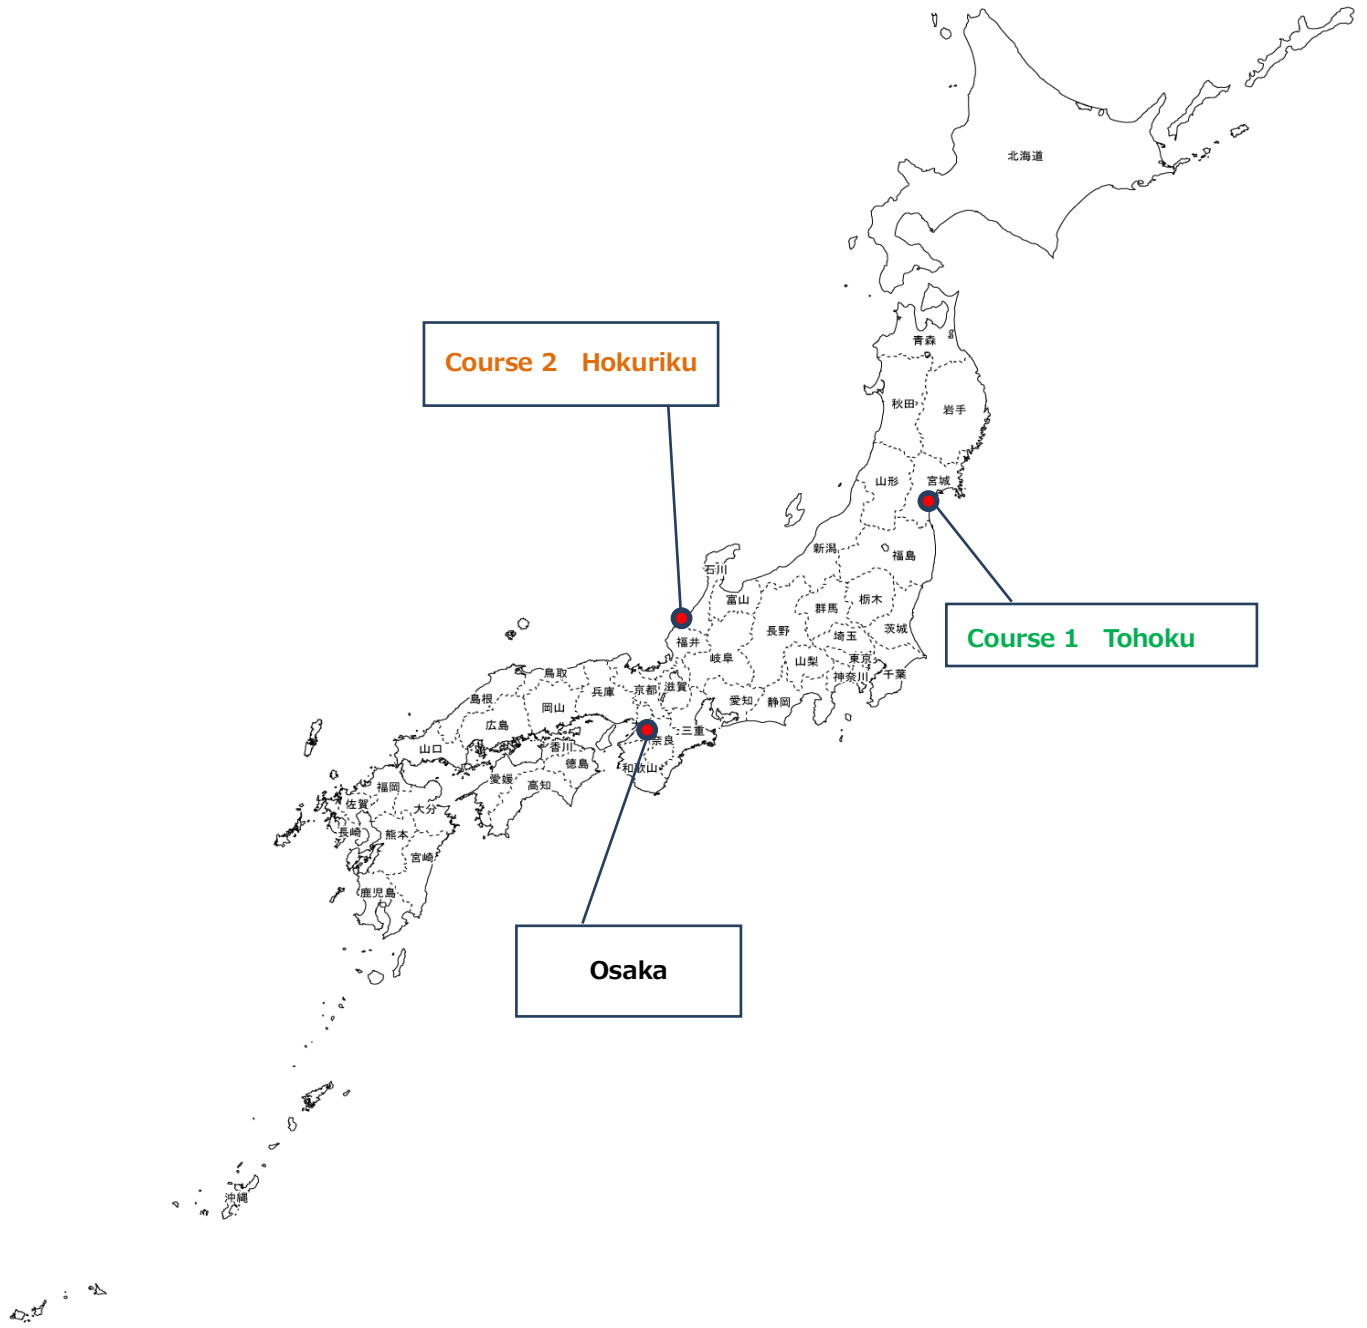 北海道
青森
Course 2 Hokuriku
秋田
岩手
山形
宮城
新潟
福島
石川
富山
群馬
栃木
長野
茨城
Course 1 Tohoku
福井
埼玉
岐阜
山梨
東京
鳥取
神奈川
千葉
兵庫
京都
滋賀
島根
岡山
愛知
静岡
広島
三重
奈良
山口
香川
徳島
和歌山
愛媛
高知
福岡
佐賀
大分
長崎
熊本
宮崎
鹿児島
Osaka
沖縄